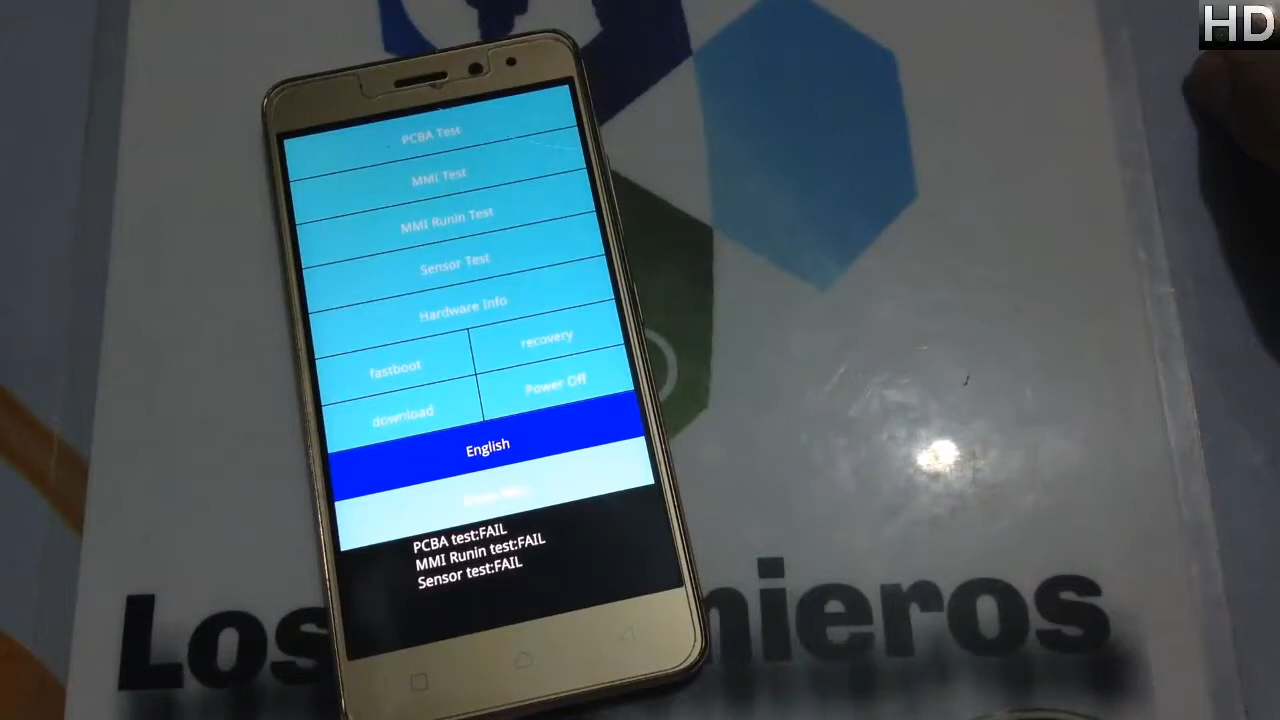 HD
PCBA Test
MMI Test
MMI Runin Test
Sensor Test
Hardware Info
fastboot
recovery
download
Power Off
English
PCBA test:FAIL
MMI Runin test:FAIL
Sensor test:FAIL
Los
nieros